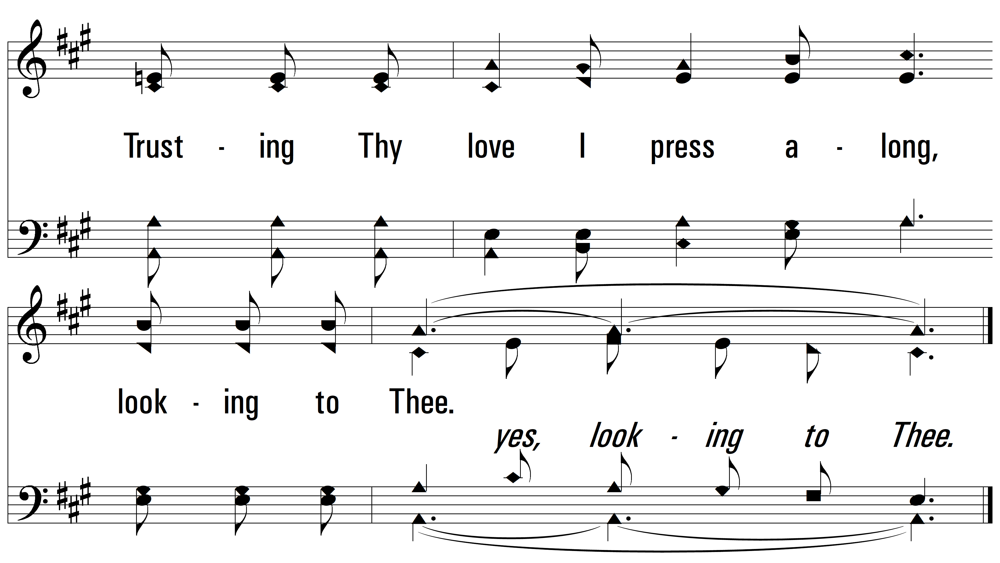 Trust - ing Thy love I press a - long,
look - ing to Thee.
yes, look - ing to Thee.